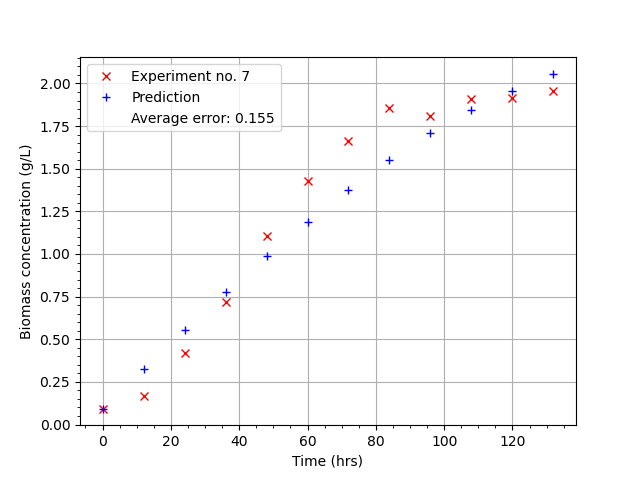 Experiment no. 7
Prediction
Average error: 0.155
Biomass concentration (g/L)
2.00
1.75
1.50
1.25
1.00
0.75
0.50
0.25
0.00
0 20 40 60 80 100 120
Time (hrs)